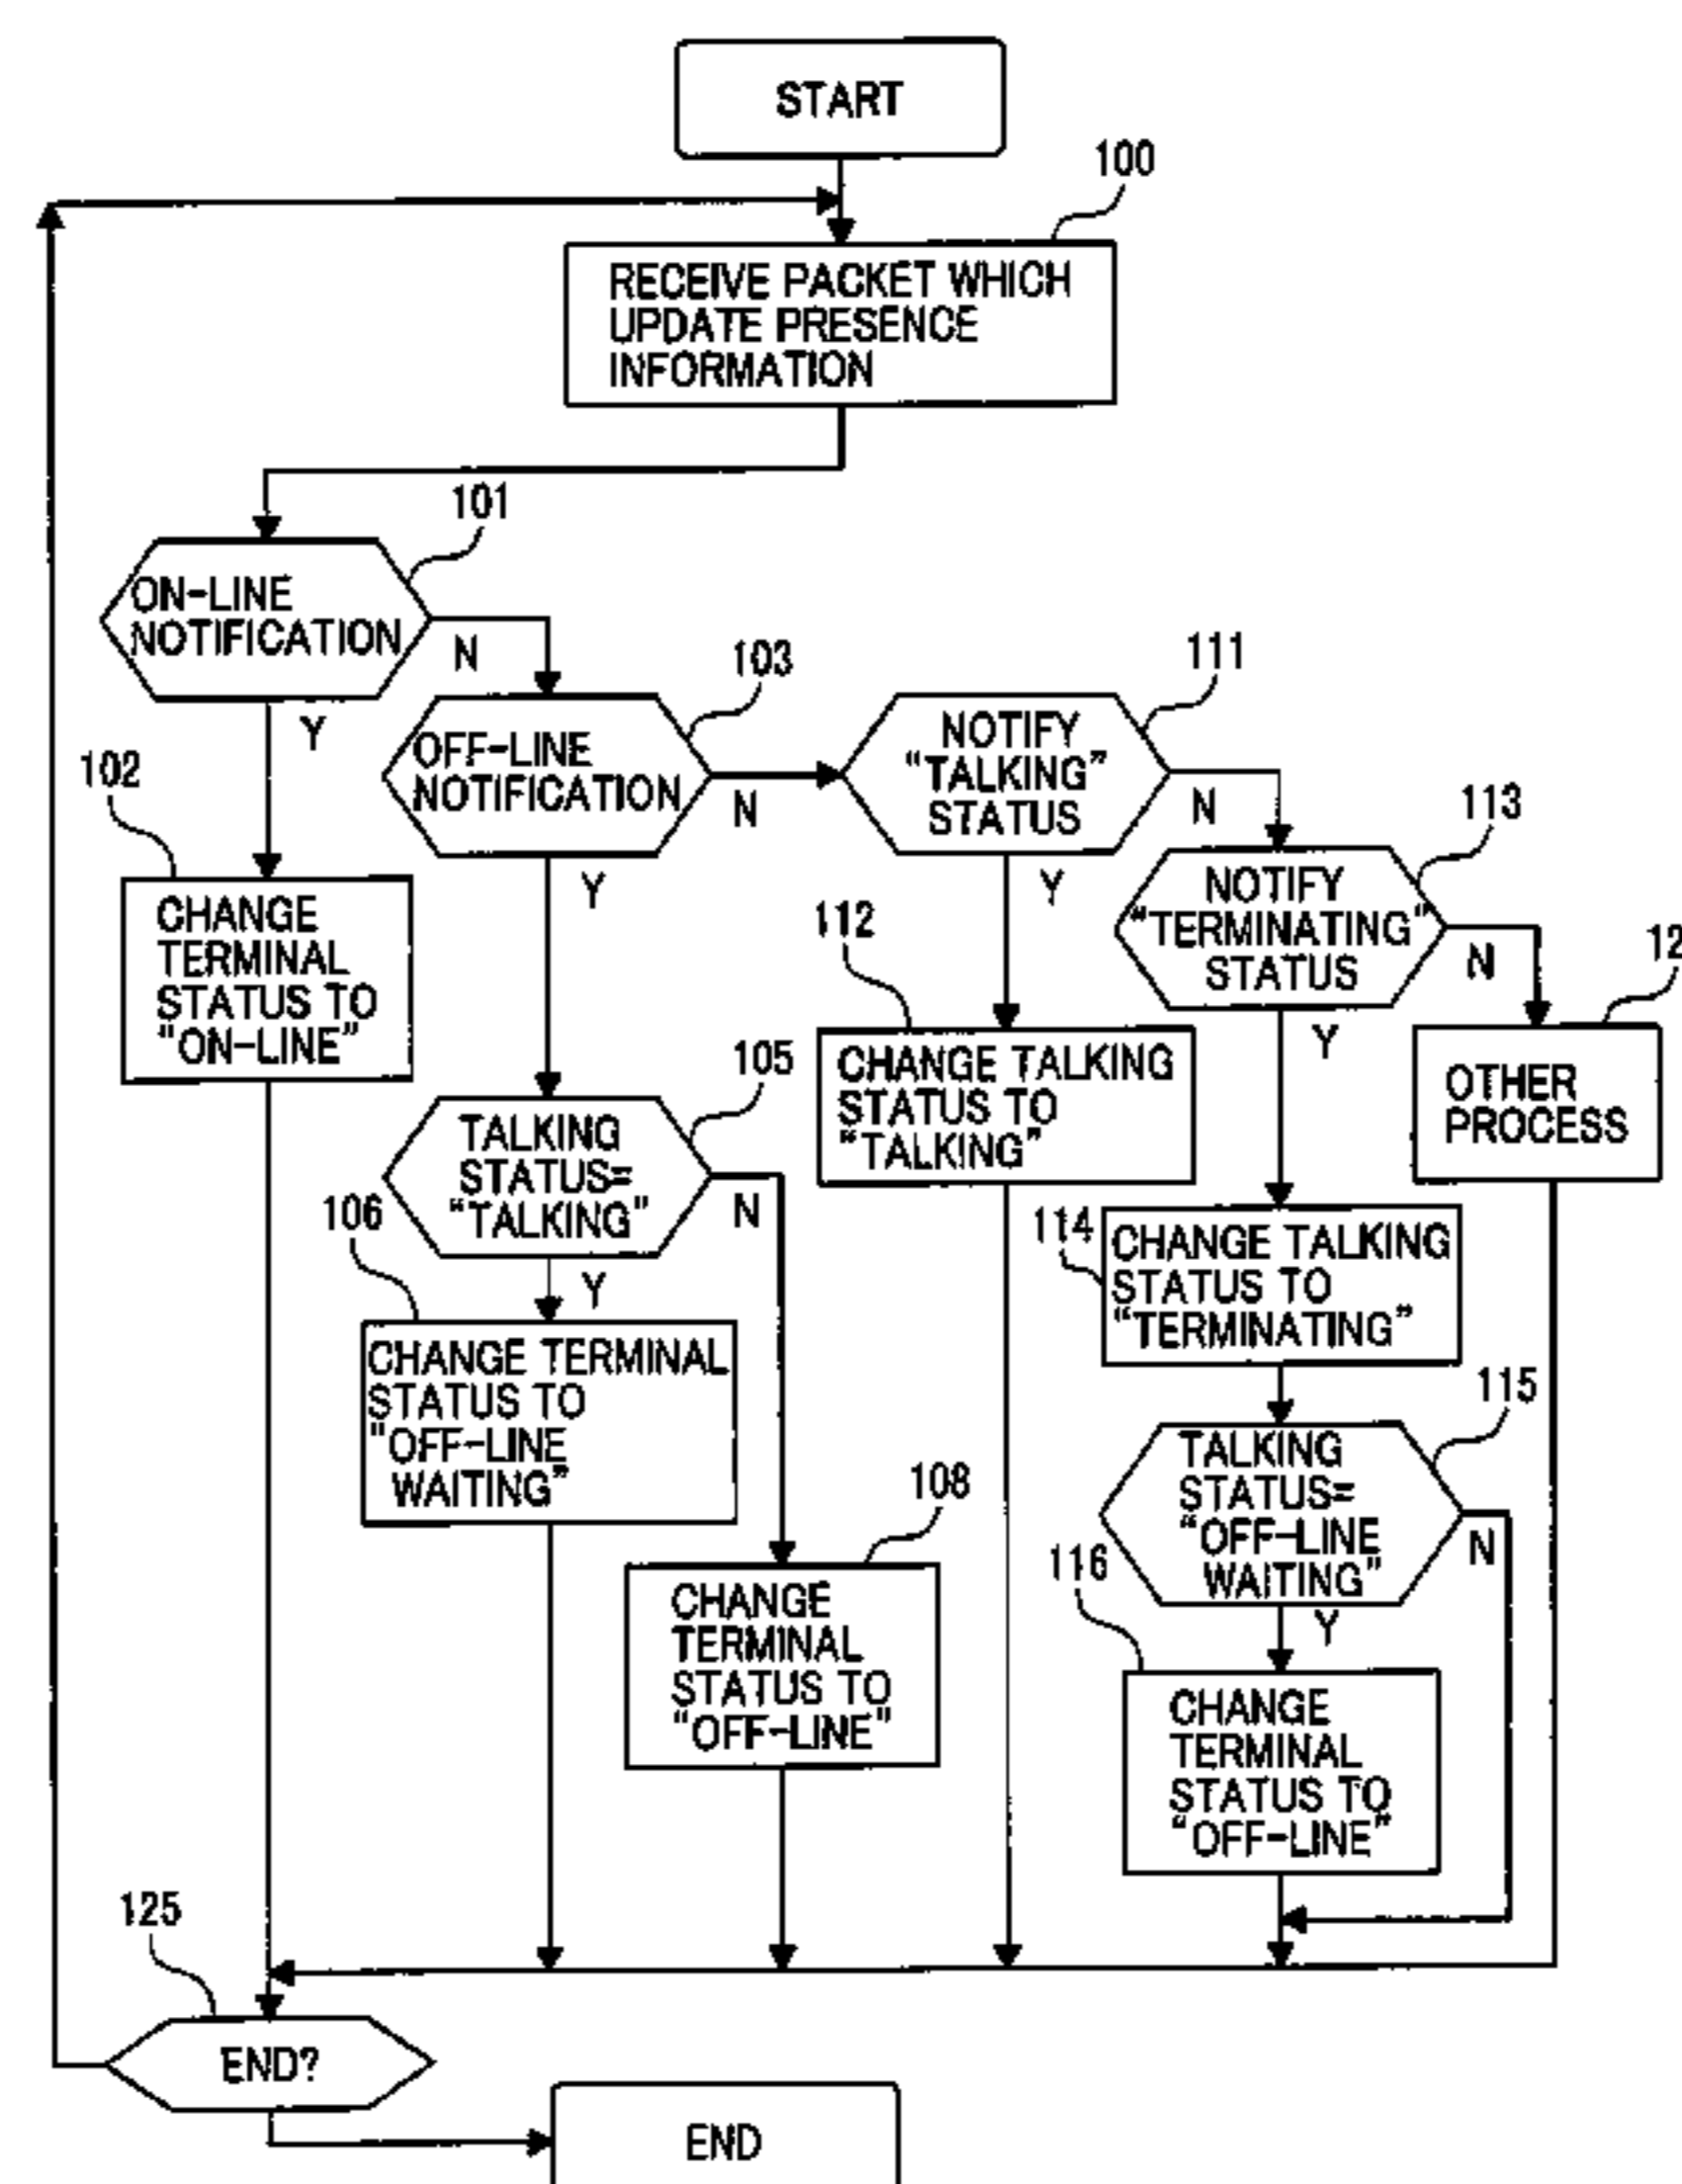 START
100
RECEIVE PACKET WHICH
UPDATE PRESENCE
INFORMATION
101
ON-LINE
NOTIFICATION
N
Y
103
OFF-LINE
NOTIFICATION
N
Y
111
NOTIFY
"TALKING"
STATUS
N
Y
113
NOTIFY
"TERMINATING"
STATUS
N
Y
102
CHANGE
TERMINAL
STATUS TO
"ON-LINE"
112
CHANGE TALKING
STATUS TO
"TALKING"
12
OTHER
PROCESS
105
TALKING
STATUS=
"TALKING"
N
Y
106
CHANGE TERMINAL
STATUS TO
"OFF-LINE
WAITING"
108
CHANGE
TERMINAL
STATUS TO
"OFF-LINE"
114
CHANGE TALKING
STATUS TO
"TERMINATING"
115
TALKING
STATUS=
"OFF-LINE
WAITING"
N
Y
116
CHANGE
TERMINAL
STATUS TO
"OFF-LINE"
125
END?
END